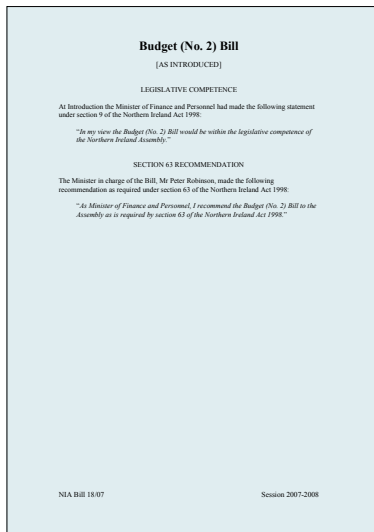 Budget (No. 2) Bill
[AS INTRODUCED]
LEGISLATIVE COMPETENCE
At Introduction the Minister of Finance and Personnel had made the following statement
under section 9 of the Northern Ireland Act 1998:
“In my view the Budget (No. 2) Bill would be within the legislative competence of
the Northern Ireland Assembly.”
SECTION 63 RECOMMENDATION
The Minister in charge of the Bill, Mr Peter Robinson, made the following
recommendation as required under section 63 of the Northern Ireland Act 1998:
“As Minister of Finance and Personnel, I recommend the Budget (No. 2) Bill to the
Assembly as is required by section 63 of the Northern Ireland Act 1998.”
NIA Bill 18/07 Session 2007-2008